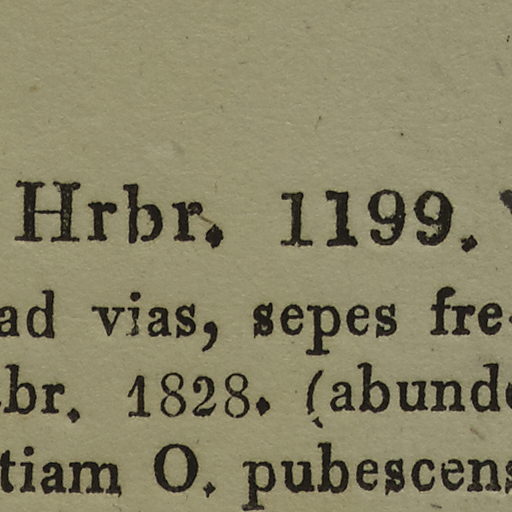 Hrbr. 1199.
ad vias, sepes fre-
br. 1828. (abund
tiam O. pubescens